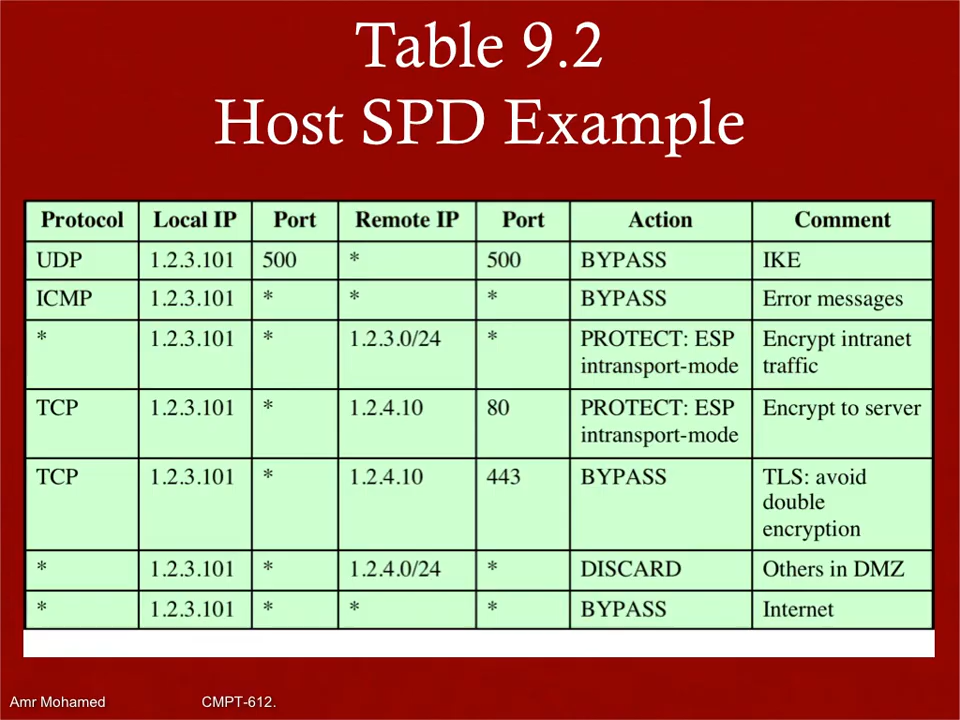 Table 9.2
Host SPD Example
Protocol Local IP Port Remote IP Port Action Comment
UDP 1.2.3.101 500 * 500 BYPASS IKE
ICMP 1.2.3.101 * * * BYPASS Error messages
* 1.2.3.101 * 1.2.3.0/24 * PROTECT: ESP Encrypt intranet
intransport-mode traffic
TCP 1.2.3.101 * 1.2.4.10 80 PROTECT: ESP Encrypt to server
intransport-mode
TCP 1.2.3.101 * 1.2.4.10 443 BYPASS TLS: avoid
double
encryption
* 1.2.3.101 * 1.2.4.0/24 * DISCARD Others in DMZ
* 1.2.3.101 * * * BYPASS Internet
Amr Mohamed CMPT-612.